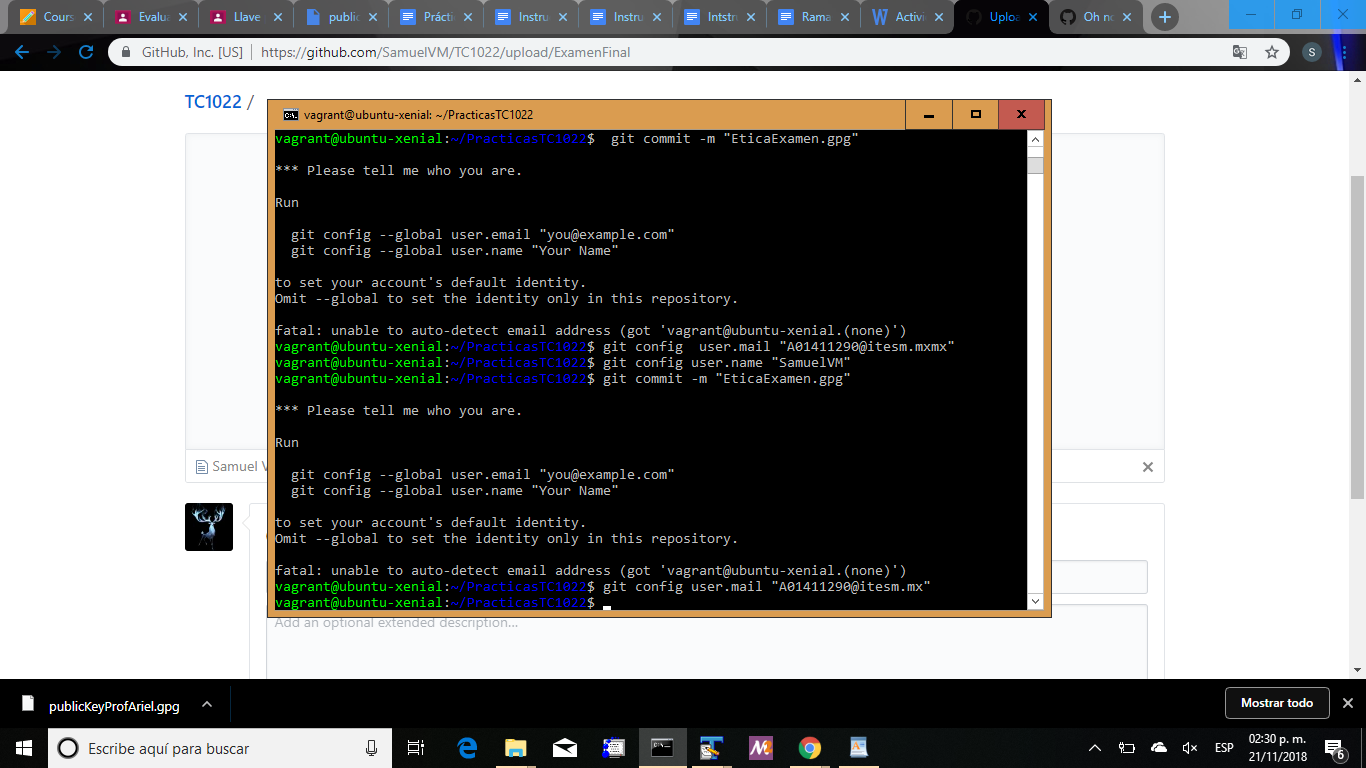 Cours
Evalua
Llave
public
Prácti
Instru
Instru
Intstru
Rama
Activi
Uploa
Oh no
GitHub, Inc. [US]
https://github.com/SamuelVM/TC1022/upload/ExamenFinal
S
TC1022 /
vagrant@ubuntu-xenial: ~/PracticasTC1022
vagrant@ubuntu-xenial:~/PracticasTC1022$  git commit -m "EticaExamen.gpg"
*** Please tell me who you are.
Run
git config --global user.email "you@example.com"
git config --global user.name "Your Name"
to set your account's default identity.
Omit --global to set the identity only in this repository.
fatal: unable to auto-detect email address (got 'vagrant@ubuntu-xenial.(none)')
vagrant@ubuntu-xenial:~/PracticasTC1022$ git config  user.mail "A01411290@itesm.mxmx"
vagrant@ubuntu-xenial:~/PracticasTC1022$ git config user.name "SamuelVM"
vagrant@ubuntu-xenial:~/PracticasTC1022$ git commit -m "EticaExamen.gpg"
*** Please tell me who you are.
Run
git config --global user.email "you@example.com"
git config --global user.name "Your Name"
to set your account's default identity.
Omit --global to set the identity only in this repository.
fatal: unable to auto-detect email address (got 'vagrant@ubuntu-xenial.(none)')
vagrant@ubuntu-xenial:~/PracticasTC1022$ git config user.mail "A01411290@itesm.mx"
vagrant@ubuntu-xenial:~/PracticasTC1022$
Samuel V
Add an optional extended description...
publicKeyProfAriel.gpg
Mostrar todo
Escribe aquí para buscar
ESP
02:30 p. m.
21/11/2018
6